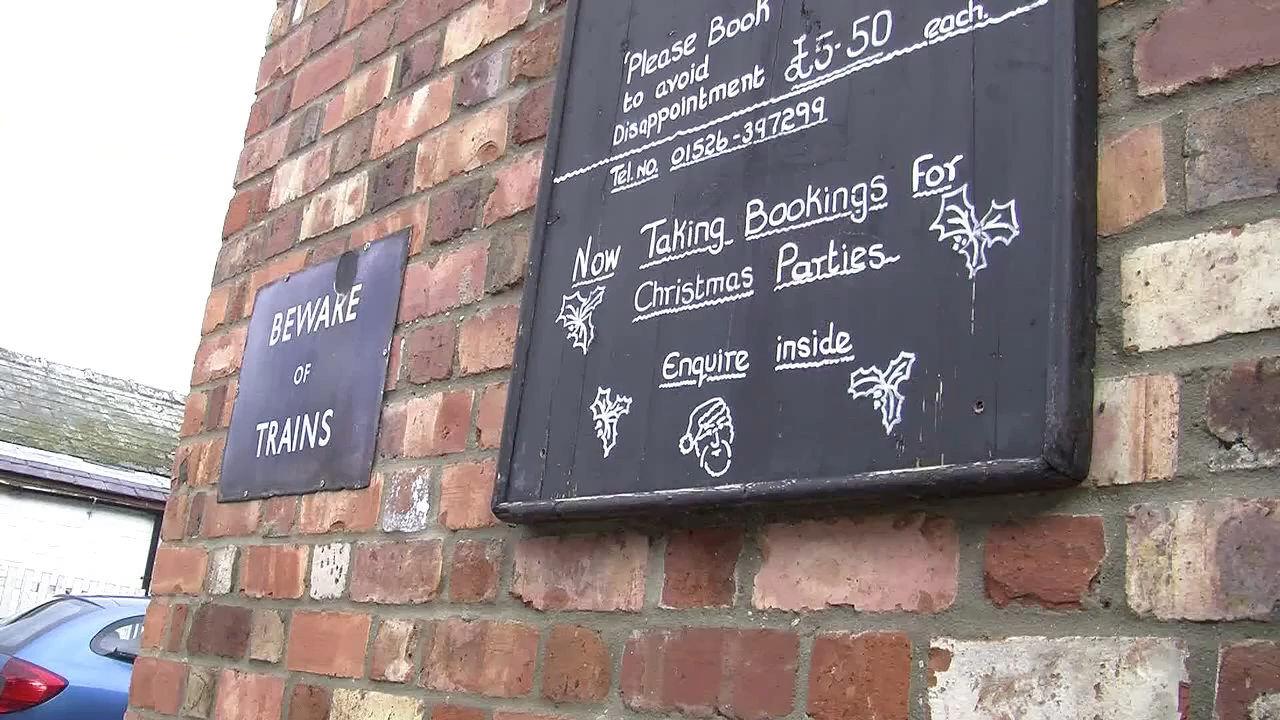 BEWARE
OF
TRAINS
'Please Book
to avoid
Disappointment £5-50 each.
Tel. No. 01526-397299
Now Taking Bookings For
Christmas Parties
Enquire inside